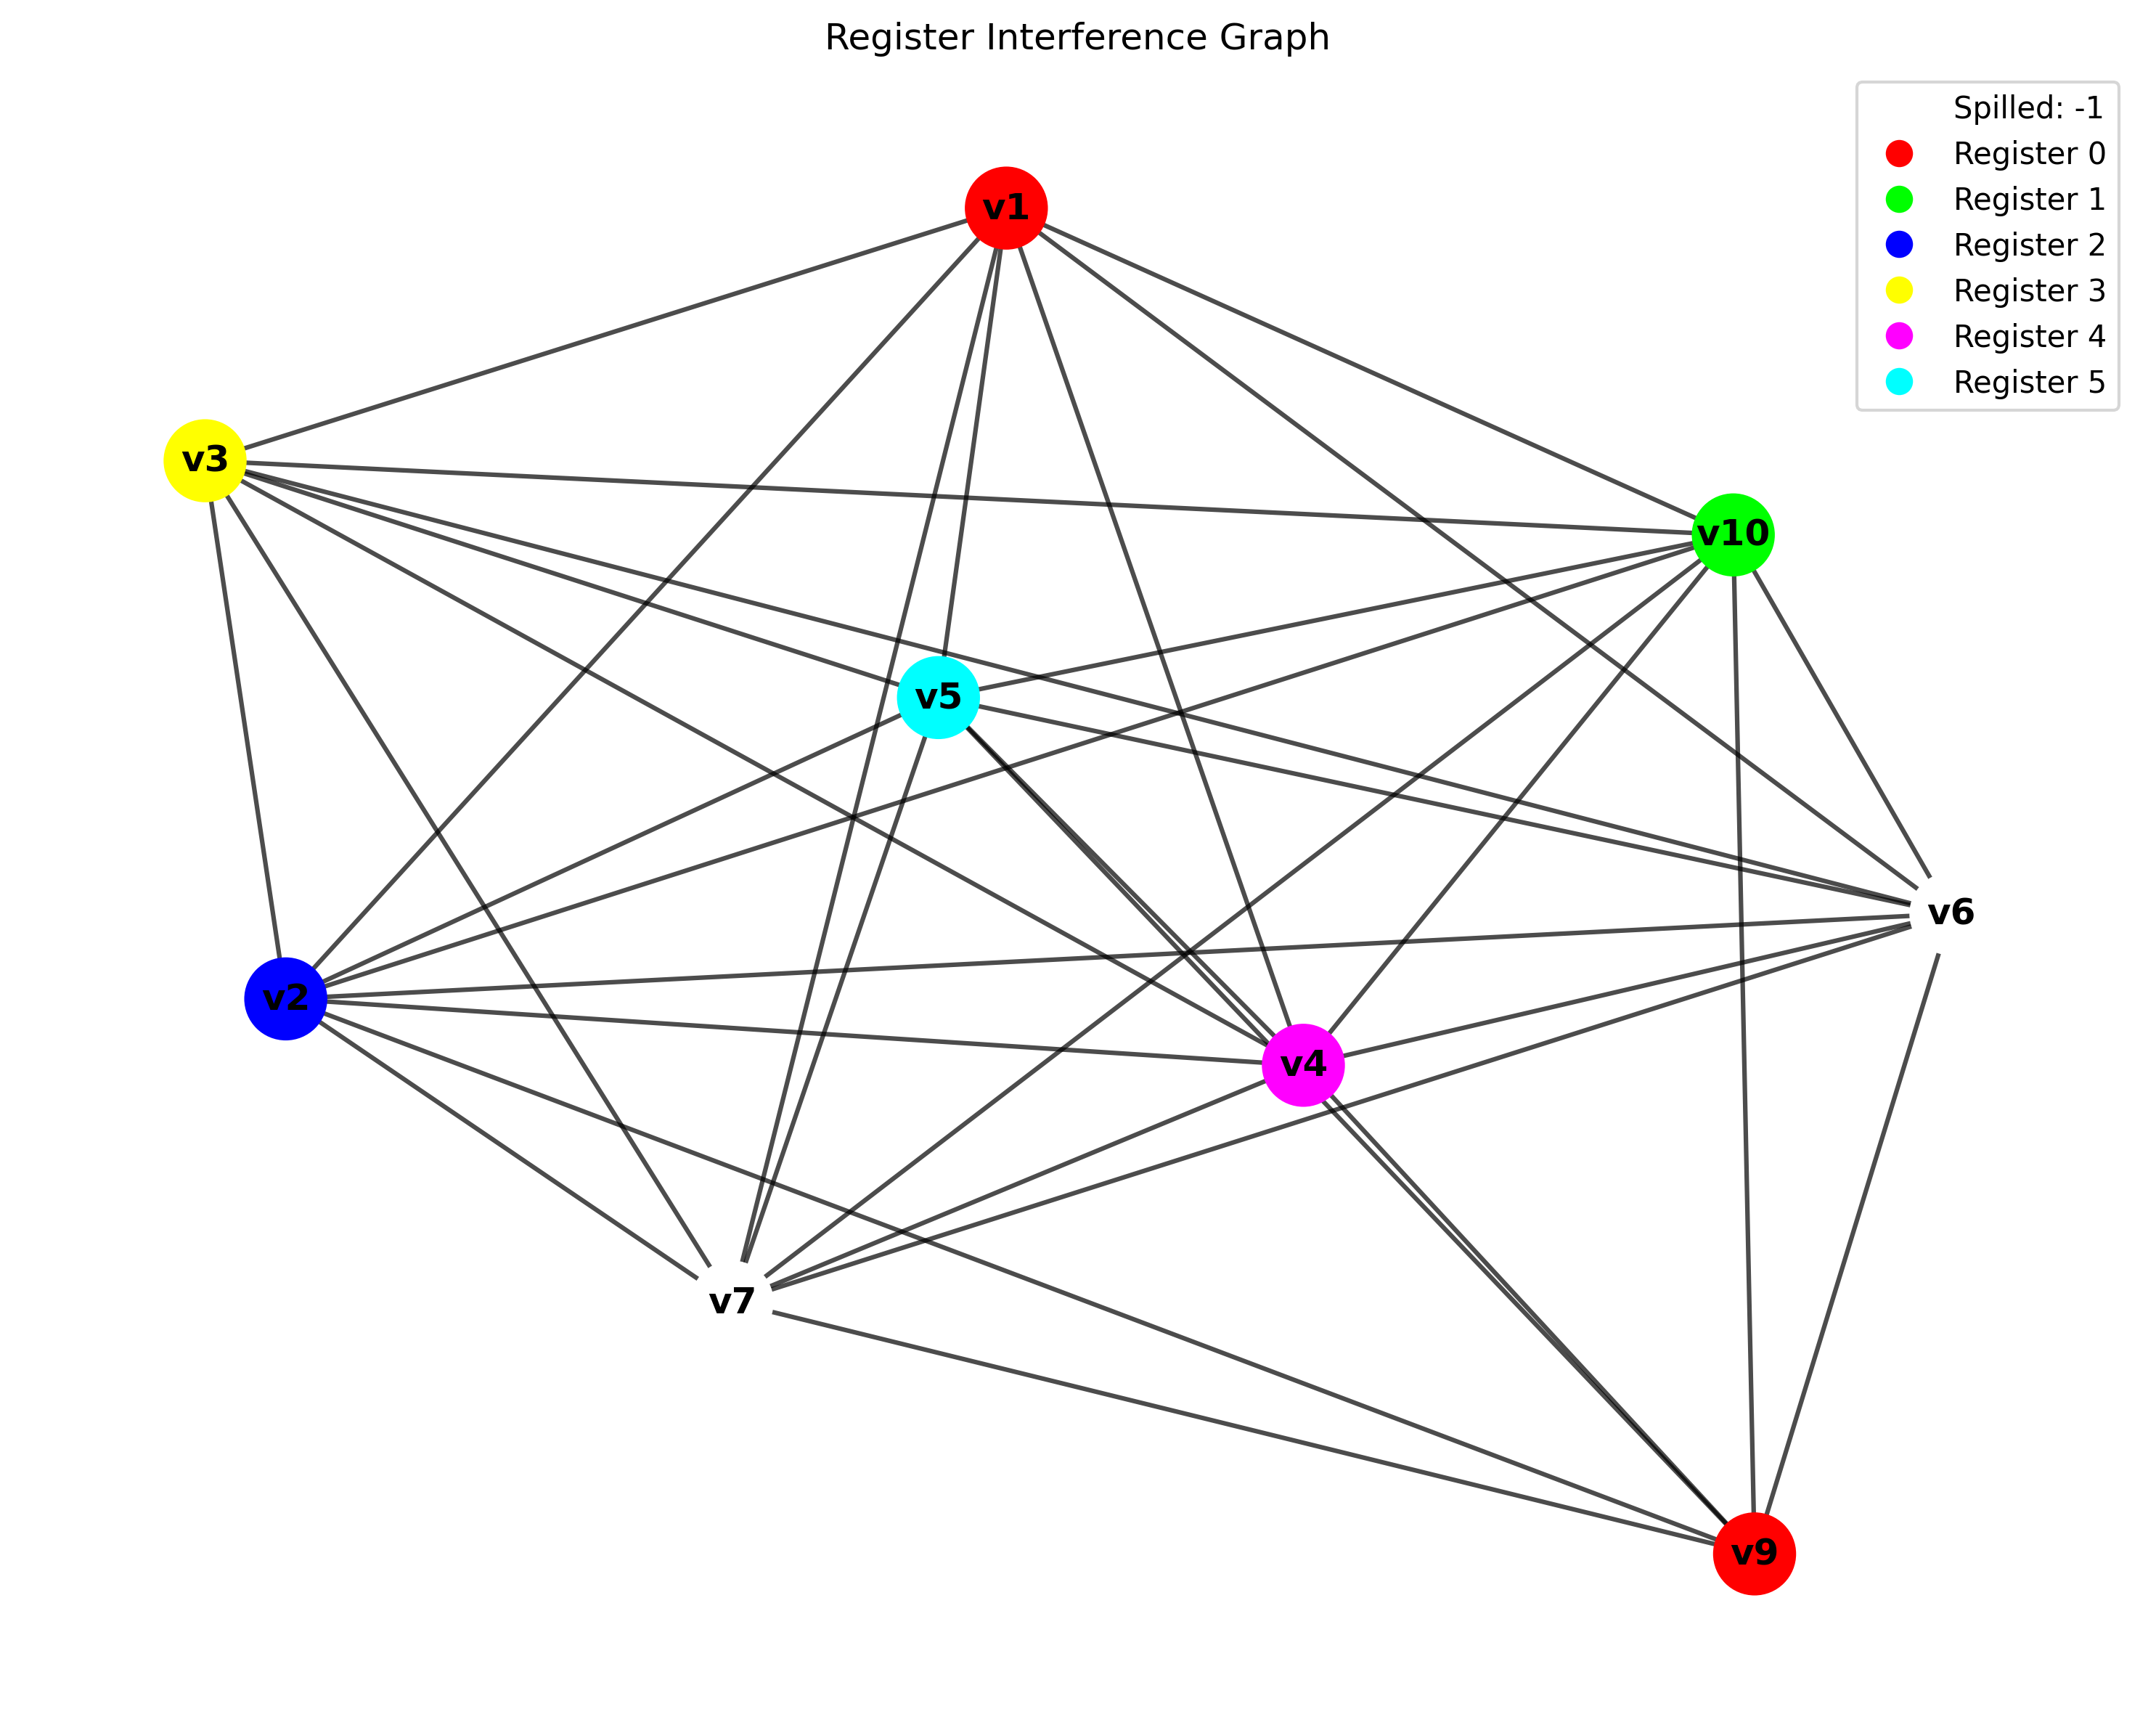 Register Interference Graph
Spilled: -1
Register 0
Register 1
Register 2
Register 3
Register 4
Register 5
v1
v3
v10
v5
v6
v2
v4
v7
v9